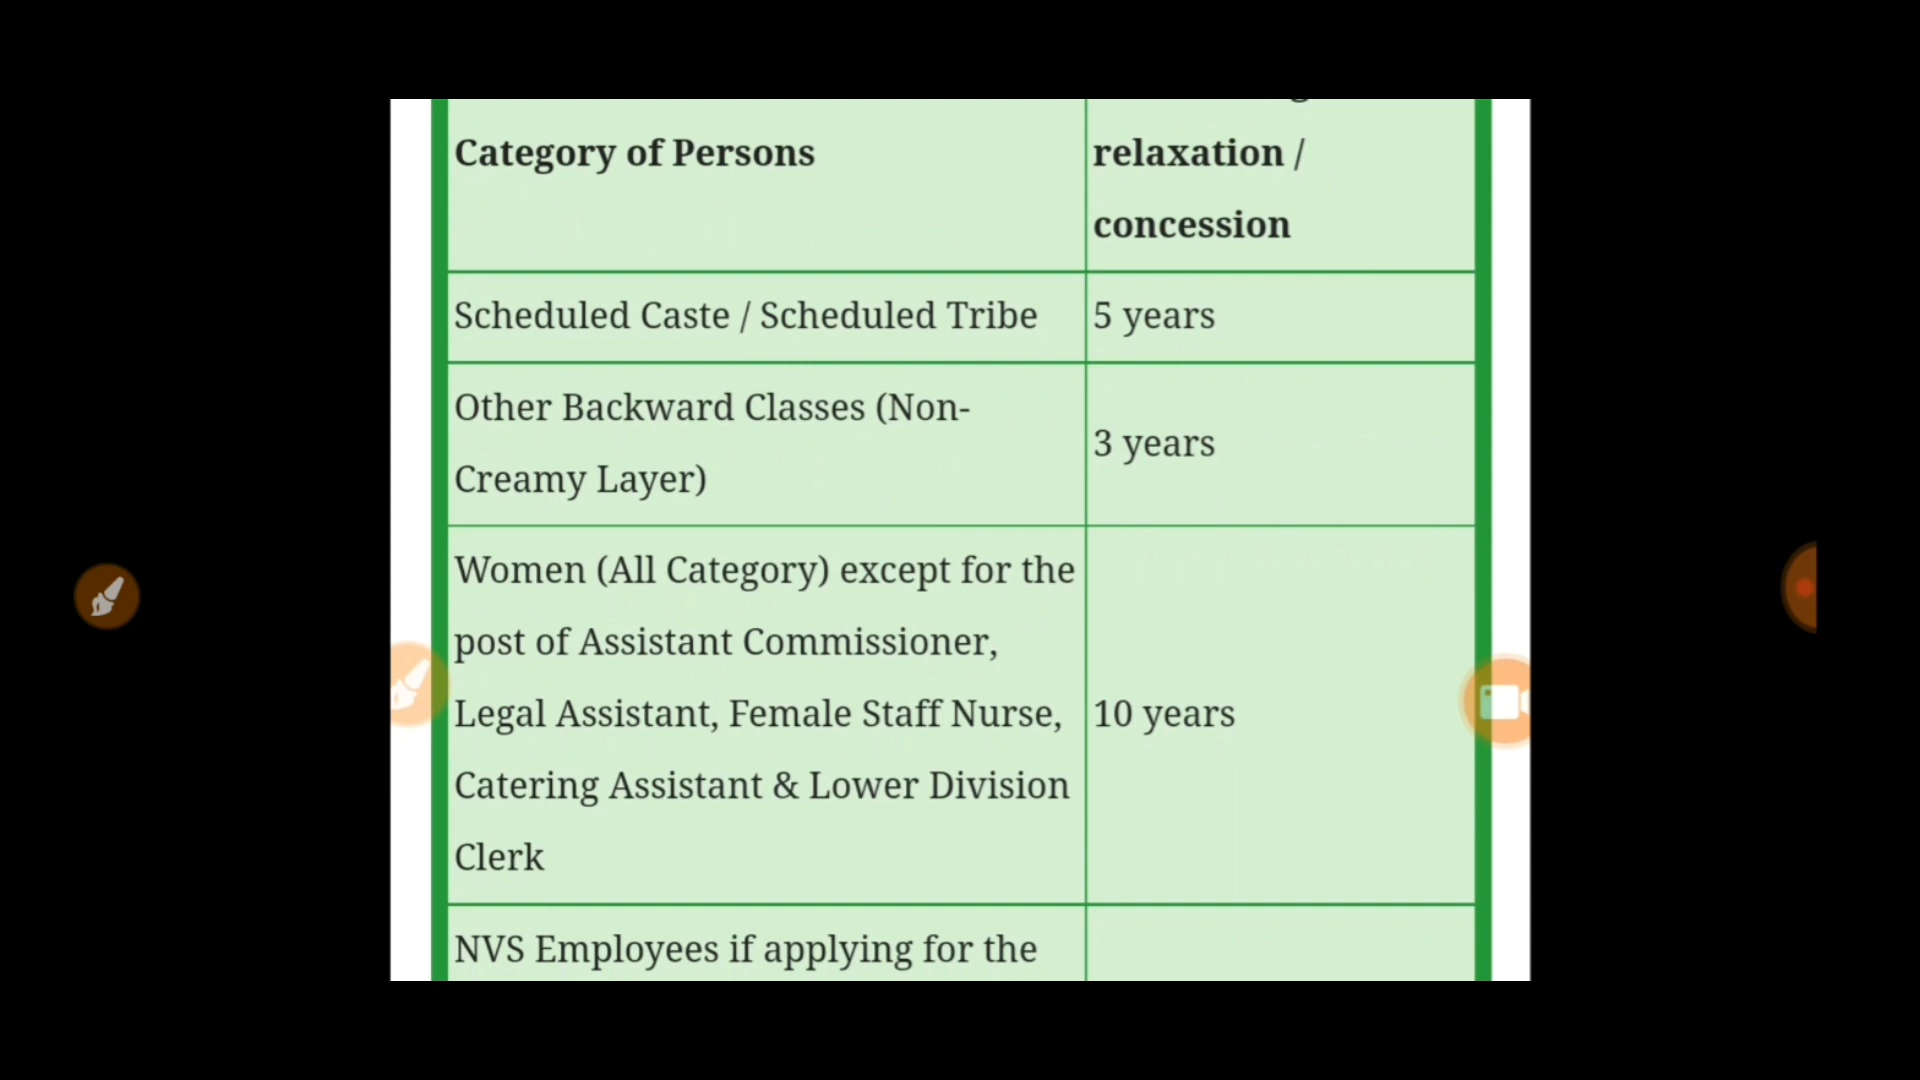 Category of Persons
relaxation /
concession
Scheduled Caste / Scheduled Tribe
5 years
Other Backward Classes (Non-
Creamy Layer)
3 years
Women (All Category) except for the
post of Assistant Commissioner,
Legal Assistant, Female Staff Nurse,
Catering Assistant & Lower Division
Clerk
10 years
NVS Employees if applying for the